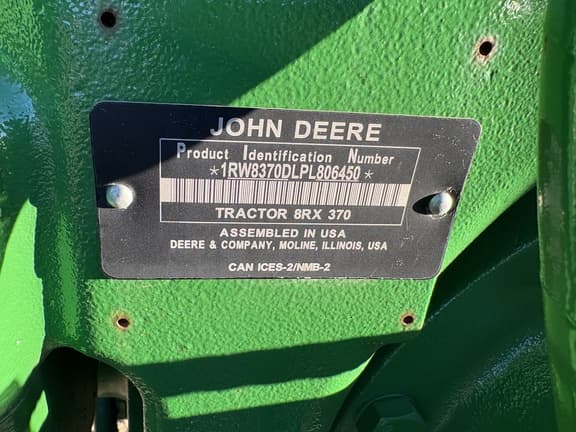 JOHN DEERE
Product Identification Number
*1RW8370DLPL806450*
TRACTOR 8RX 370
ASSEMBLED IN USA
DEERE & COMPANY, MOLINE, ILLINOIS, USA
CAN ICES-2/NMB-2